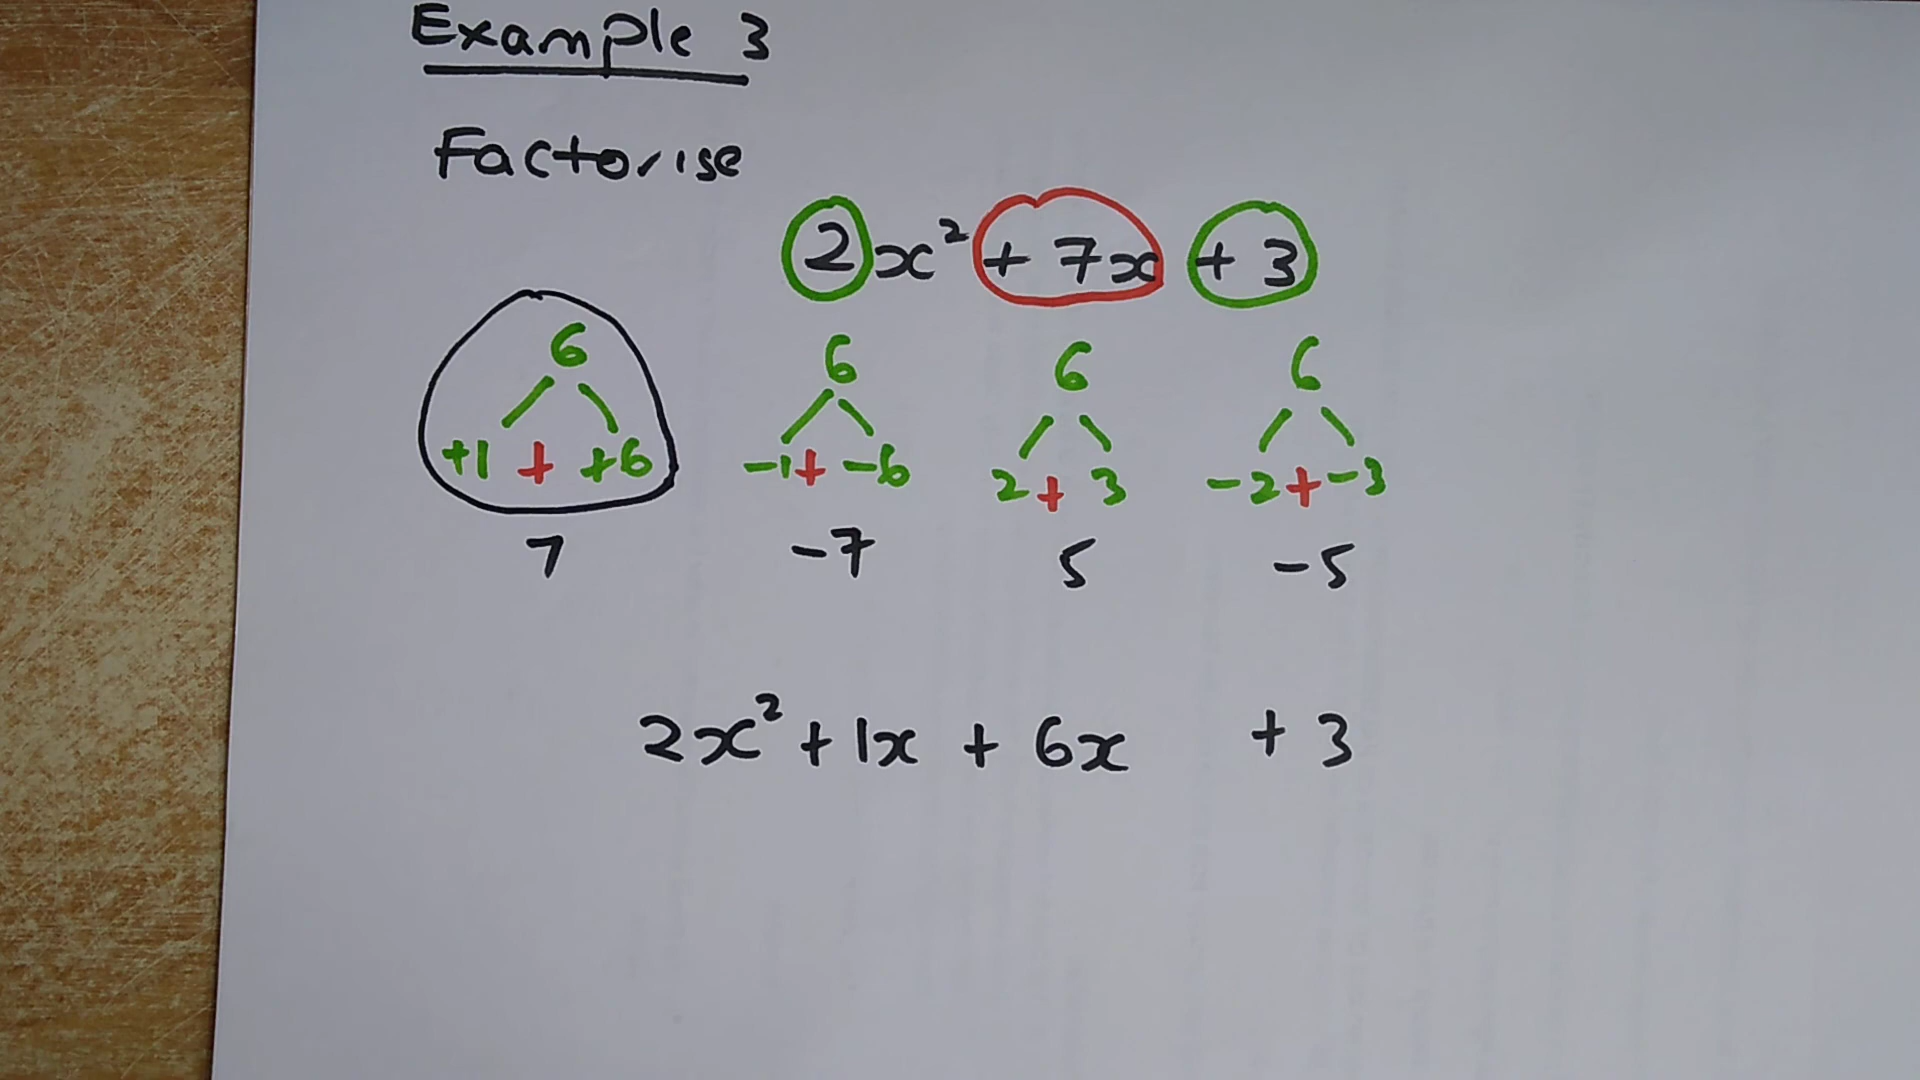 Example 3
Factorise
2x² + 7x + 3
6 6 6 6
+1 + +6 -1 + -6 2 + 3 -2 + -3
7 -7 5 -5
2x² + 1x + 6x + 3